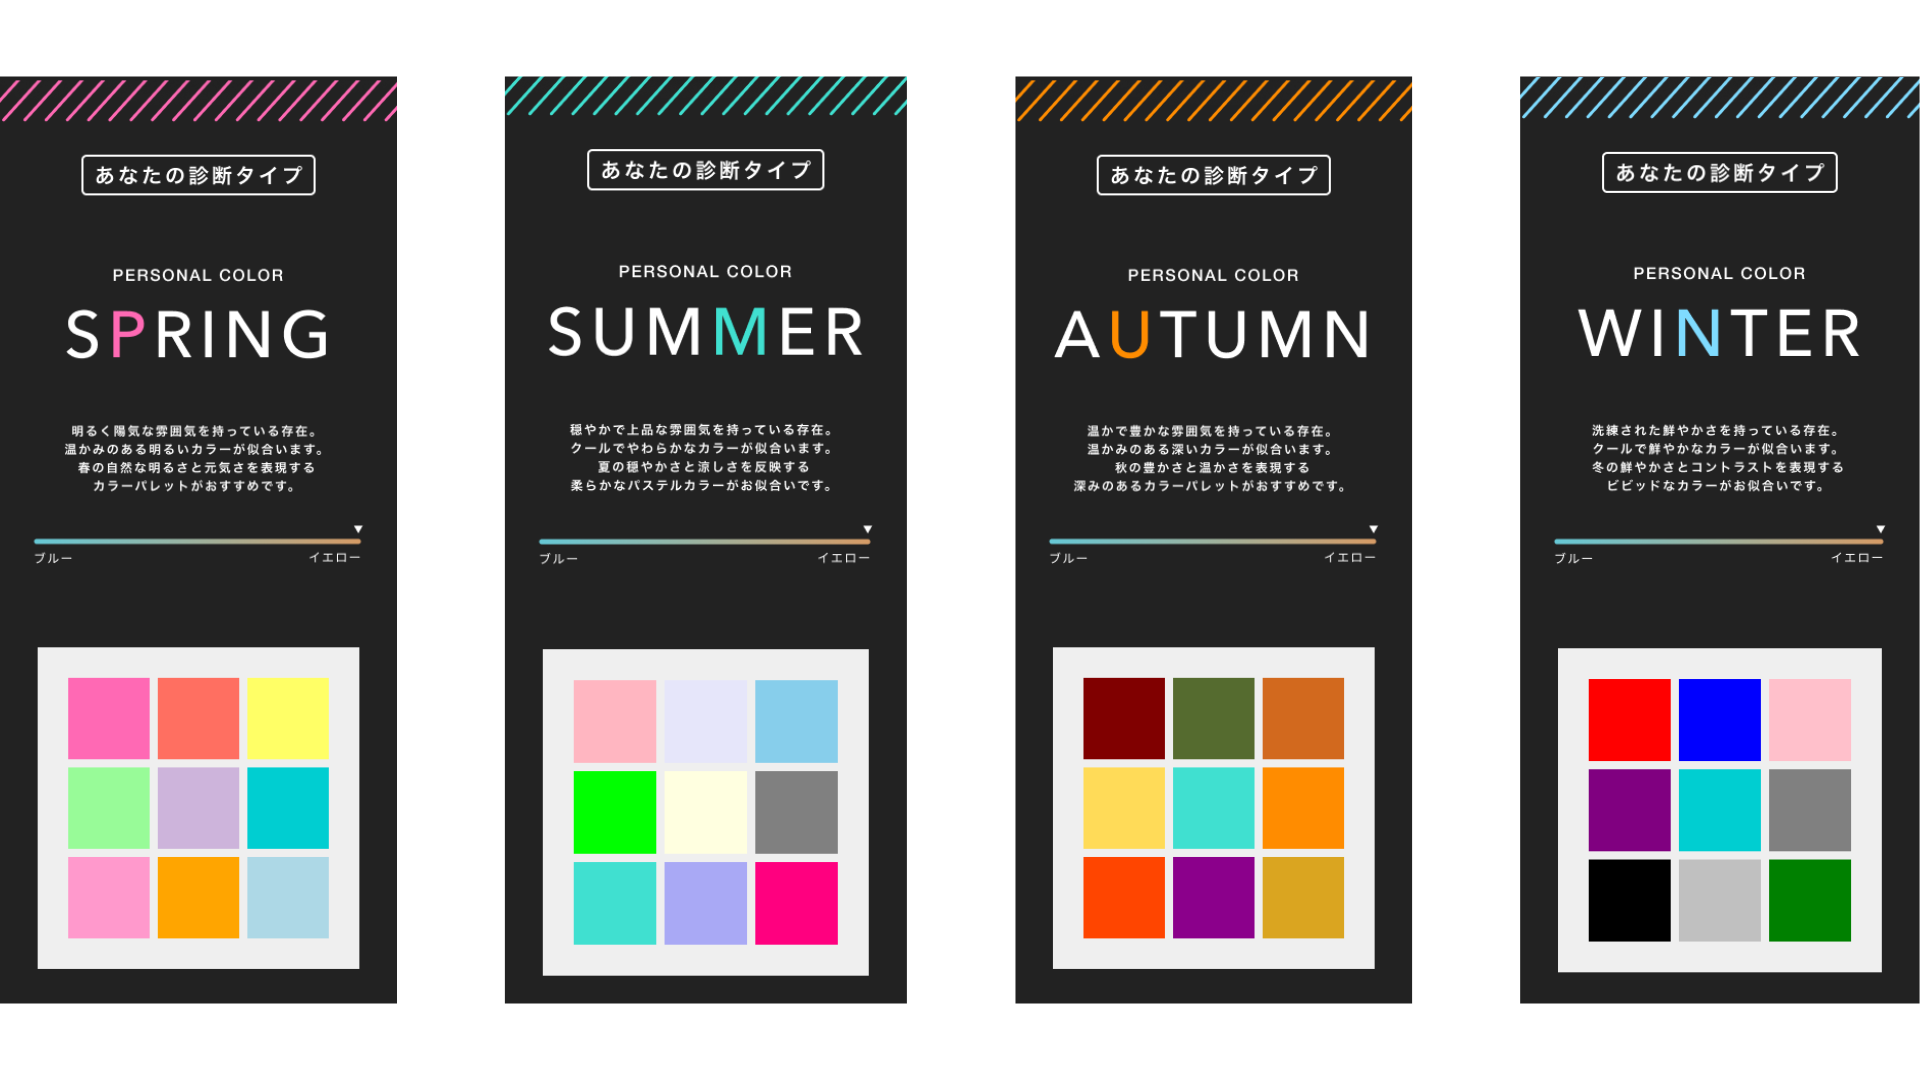 あなたの診断タイプ
PERSONAL COLOR
SPRING
明るく陽気な雰囲気を持っている存在。
温かみのある明るいカラーが似合います。
春の自然な明るさと元気さを表現する
カラーパレットがおすすめです。
ブルー
イエロー
あなたの診断タイプ
PERSONAL COLOR
SUMMER
穏やかで上品な雰囲気を持っている存在。
クールでやわらかなカラーが似合います。
夏の穏やかさと涼しさを反映する
柔らかなパステルカラーがお似合いです。
ブルー
イエロー
あなたの診断タイプ
PERSONAL COLOR
AUTUMN
温かで豊かな雰囲気を持っている存在。
温かみのある深いカラーが似合います。
秋の豊かさと温かさを表現する
深みのあるカラーパレットがおすすめです。
ブルー
イエロー
あなたの診断タイプ
PERSONAL COLOR
WINTER
洗練された鮮やかさを持っている存在。
クールで鮮やかなカラーが似合います。
冬の鮮やかさとコントラストを表現する
ビビッドなカラーがお似合いです。
ブルー
イエロー